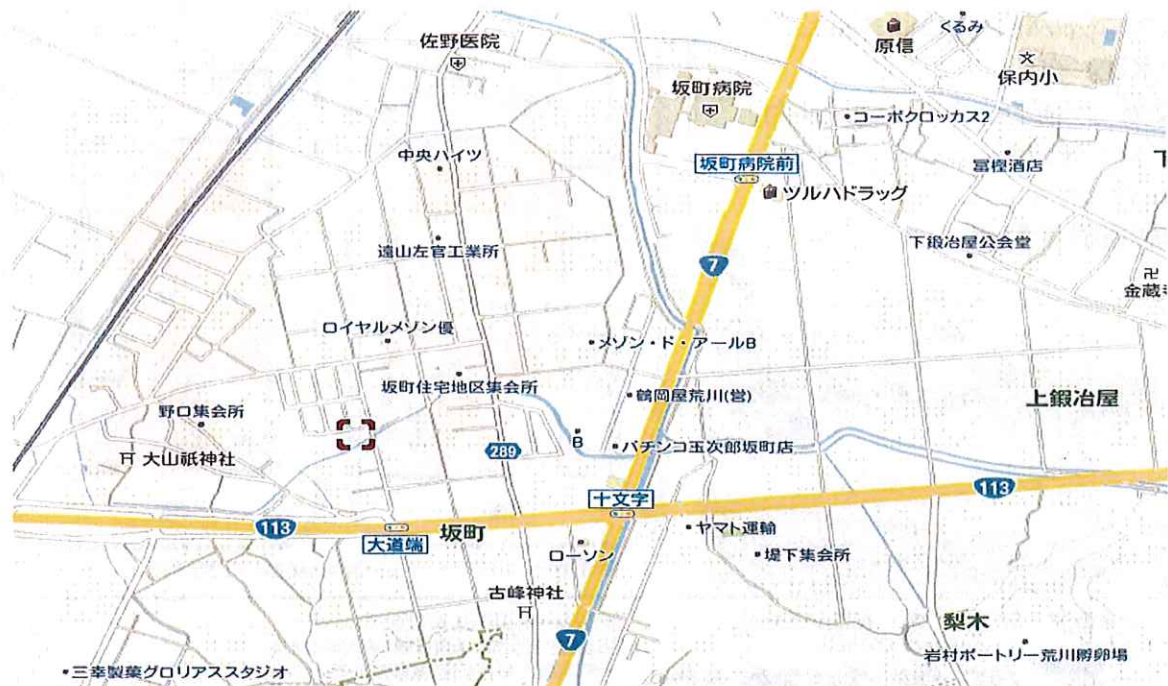 くるみ
佐野医院
原信
保内小
坂町病院
コーポクロッカス2
中央ハイツ
坂町病院前
冨樫酒店
ツルハドラッグ
遠山左官工業所
下鍛冶屋公会堂
7
金蔵寺
ロイヤルメゾン優
メゾン・ド・アールB
坂町住宅地区集会所
鶴岡屋荒川(営)
上鍛冶屋
野口集会所
B
パチンコ玉次郎坂町店
大山祇神社
289
十文字
113
113
大道端
坂町
ヤマト運輸
ローソン
堤下集会所
古峰神社
梨木
7
岩村ポートリー荒川孵卵場
三幸製菓グロリアススタジオ